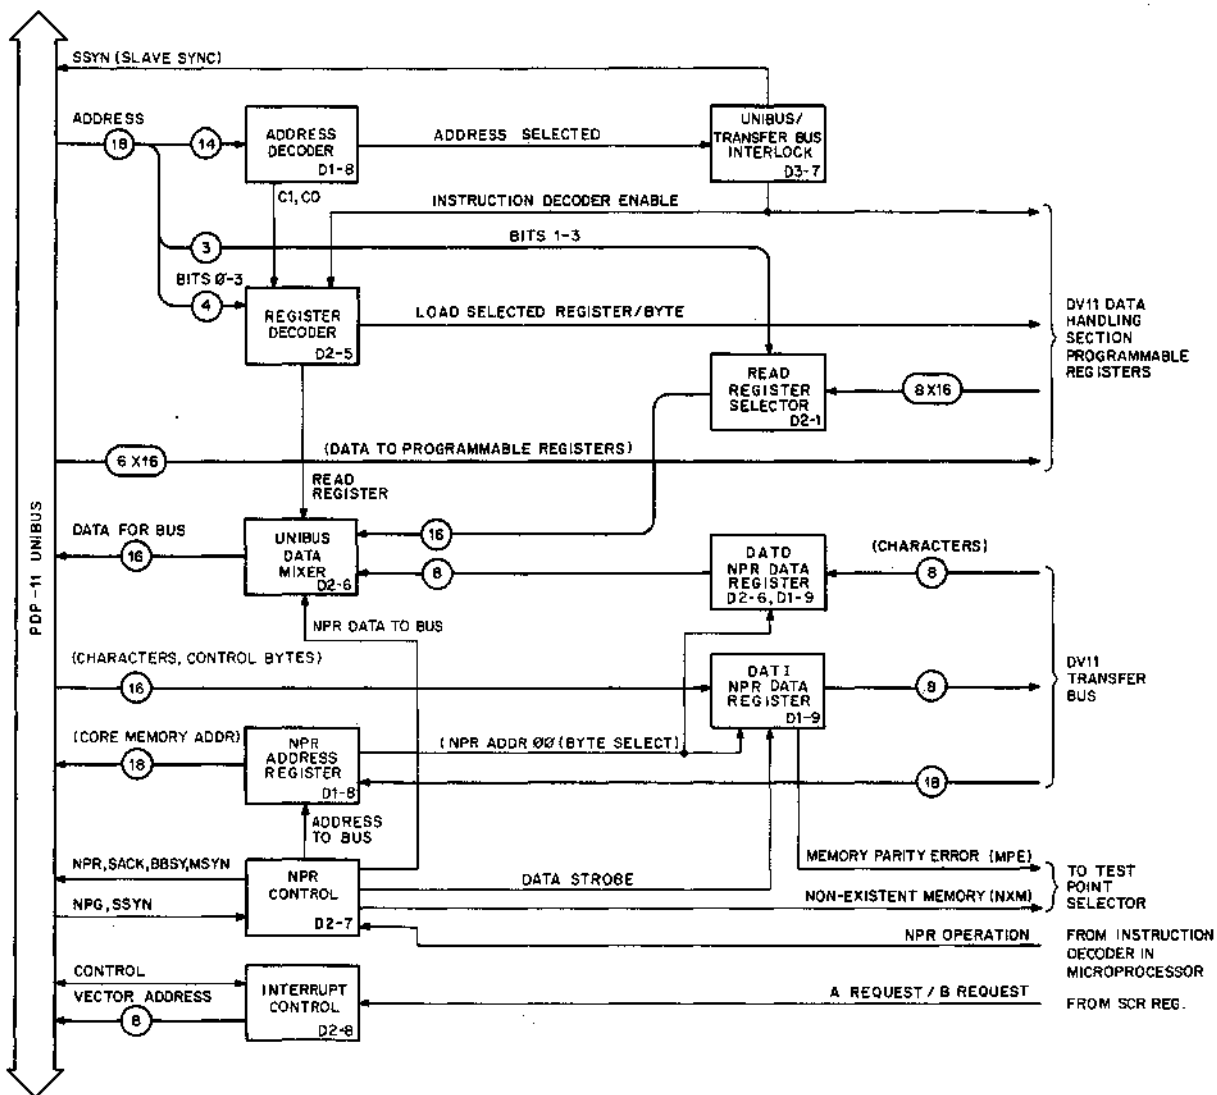 SSYN (SLAVE SYNC)
ADDRESS
18
14
ADDRESS
DECODER
D1-8
ADDRESS SELECTED
UNIBUS/
TRANSFER BUS
INTERLOCK
D3-7
C1, C0
INSTRUCTION DECODER ENABLE
3
BITS 1-3
BITS 0-3
4
REGISTER
DECODER
D2-5
LOAD SELECTED REGISTER/BYTE
DV11 DATA
HANDLING
SECTION
PROGRAMMABLE
REGISTERS
READ
REGISTER
SELECTOR
D2-1
8X16
6 X16
(DATA TO PROGRAMMABLE REGISTERS)
READ
REGISTER
PDP-11 UNIBUS
DATA FOR BUS
16
UNIBUS
DATA
MIXER
D2-6
16
8
DATO
NPR DATA
REGISTER
D2-6, D1-9
(CHARACTERS)
8
NPR DATA TO BUS
(CHARACTERS, CONTROL BYTES)
16
DATI
NPR DATA
REGISTER
D1-9
8
DV11
TRANSFER
BUS
(CORE MEMORY ADDR)
18
NPR
ADDRESS
REGISTER
D1-8
(NPR ADDR 00 (BYTE SELECT)
18
ADDRESS
TO BUS
NPR, SACK, BBSY, MSYN
NPG, SSYN
NPR
CONTROL
D2-7
DATA STROBE
MEMORY PARITY ERROR (MPE)
NON-EXISTENT MEMORY (NXM)
TO TEST
POINT
SELECTOR
NPR OPERATION
FROM INSTRUCTION
DECODER IN
MICROPROCESSOR
CONTROL
VECTOR ADDRESS
8
INTERRUPT
CONTROL
D2-8
A REQUEST / B REQUEST
FROM SCR REG.